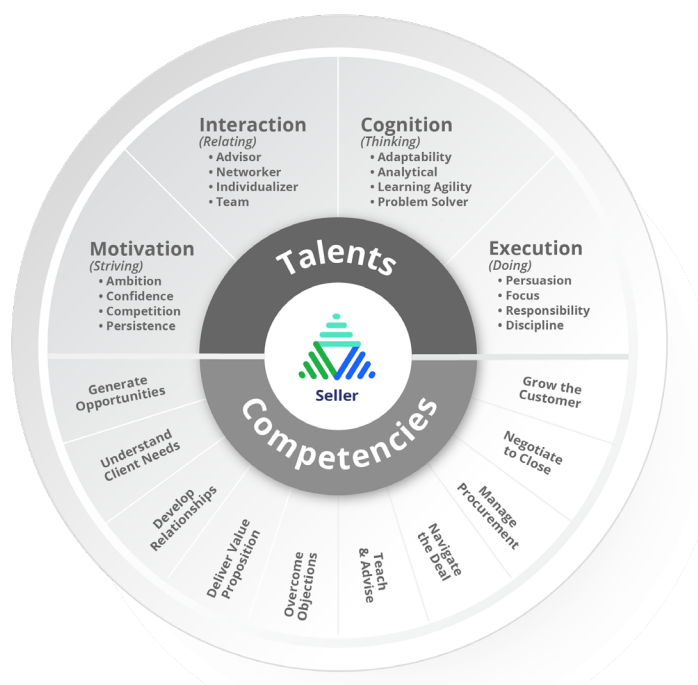 Interaction
(Relating)
• Advisor
• Networker
• Individualizer
• Team
Cognition
(Thinking)
• Adaptability
• Analytical
• Learning Agility
• Problem Solver
Motivation
(Striving)
• Ambition
• Confidence
• Competition
• Persistence
Execution
(Doing)
• Persuasion
• Focus
• Responsibility
• Discipline
Talents
Seller
Competencies
Generate
Opportunities
Understand
Client Needs
Develop
Relationships
Deliver Value
Proposition
Overcome
Objections
Teach
& Advise
Navigate
the Deal
Manage
Procurement
Negotiate
to Close
Grow the
Customer